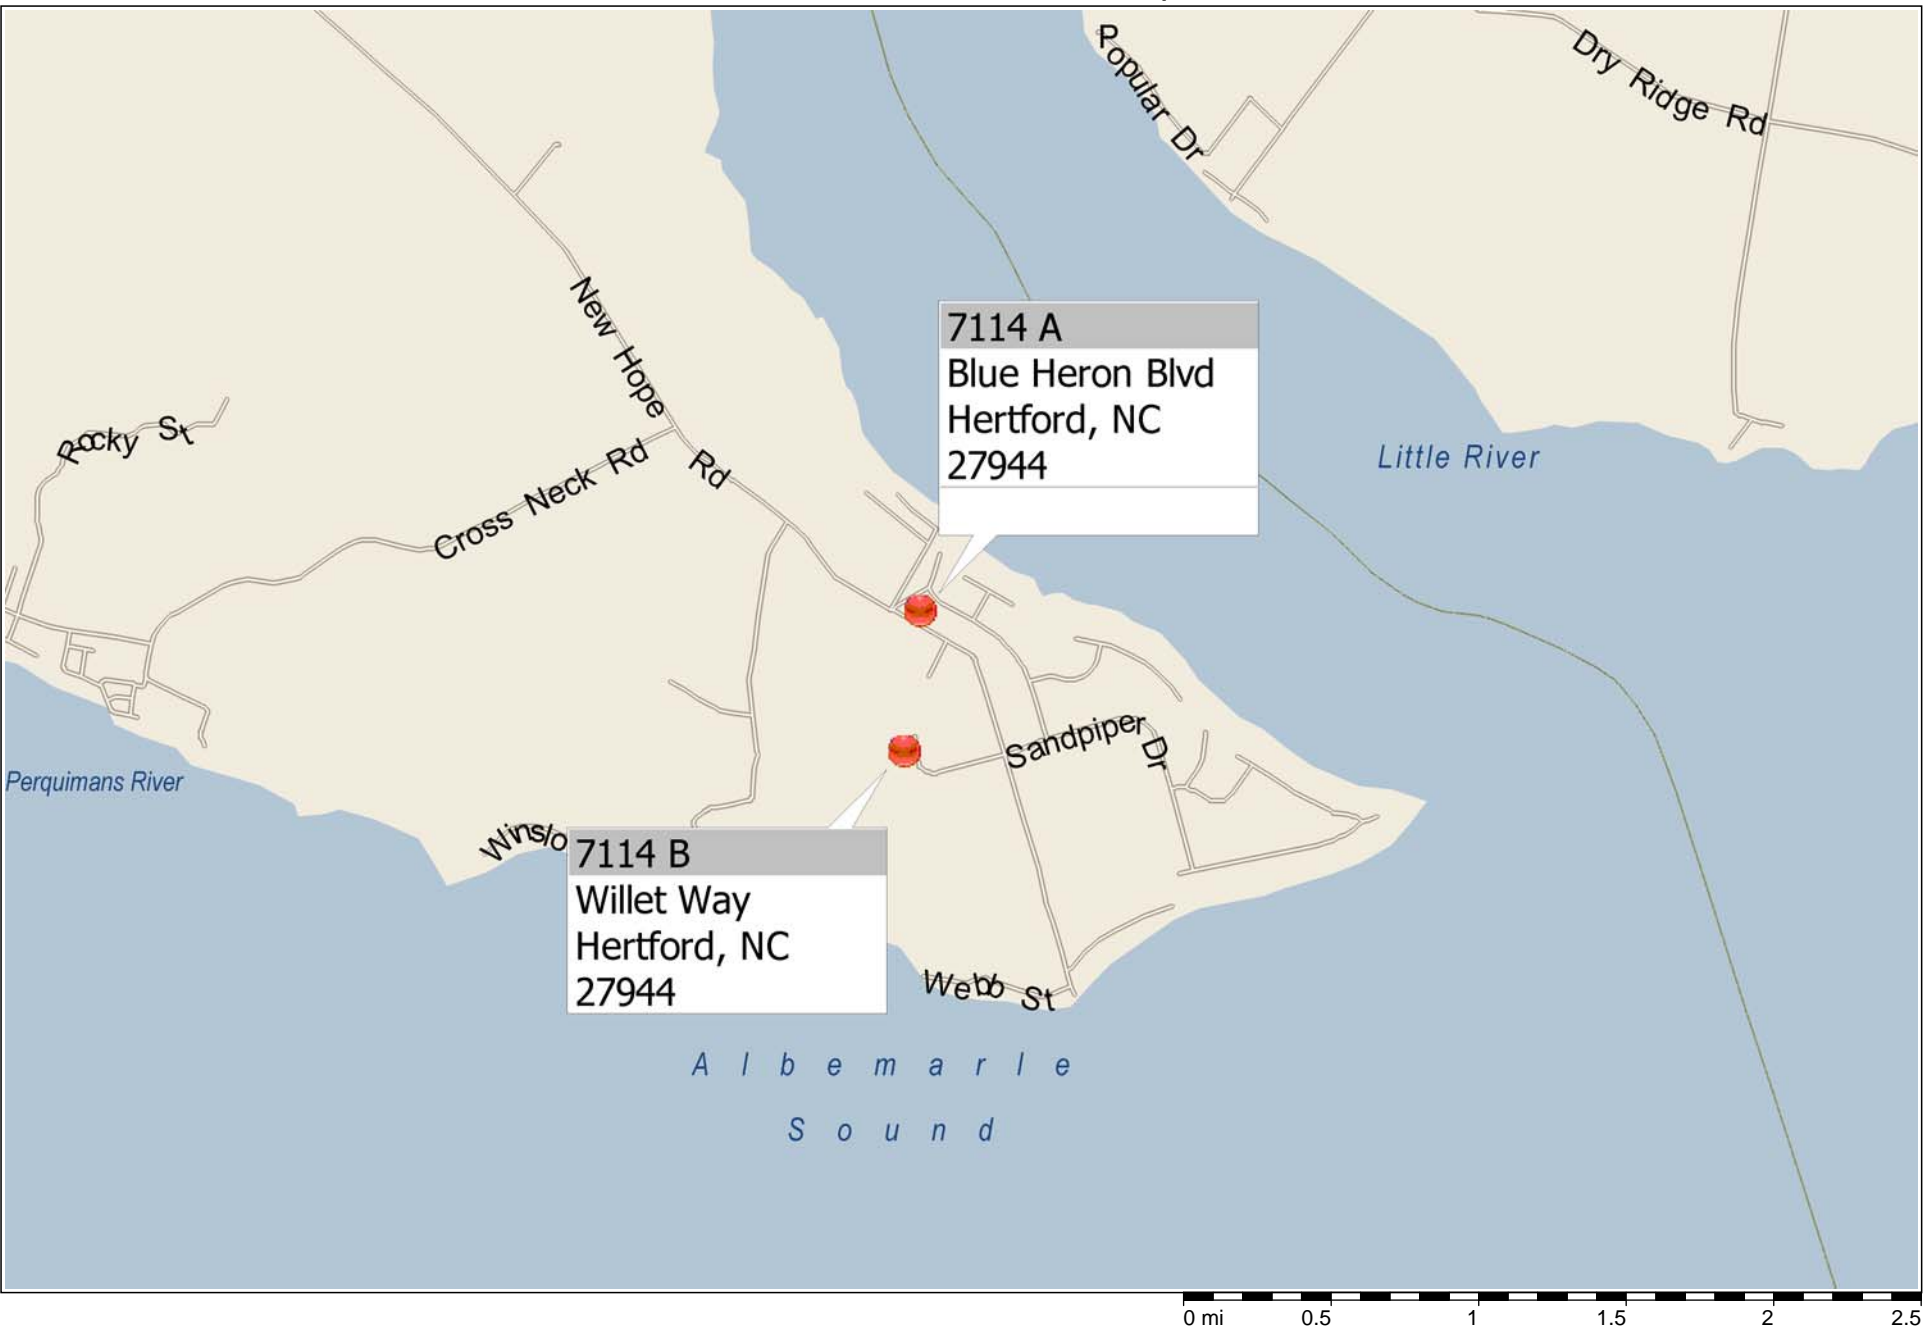 Popular Dr
Dry Ridge Rd
New Hope Rd
7114 A
Blue Heron Blvd
Hertford, NC
27944
Rocky St
Cross Neck Rd
Little River
Sandpiper Dr
Perquimans River
Winslo
7114 B
Willet Way
Hertford, NC
27944
Webb St
Albemarle
Sound
0 mi 0.5 1 1.5 2 2.5